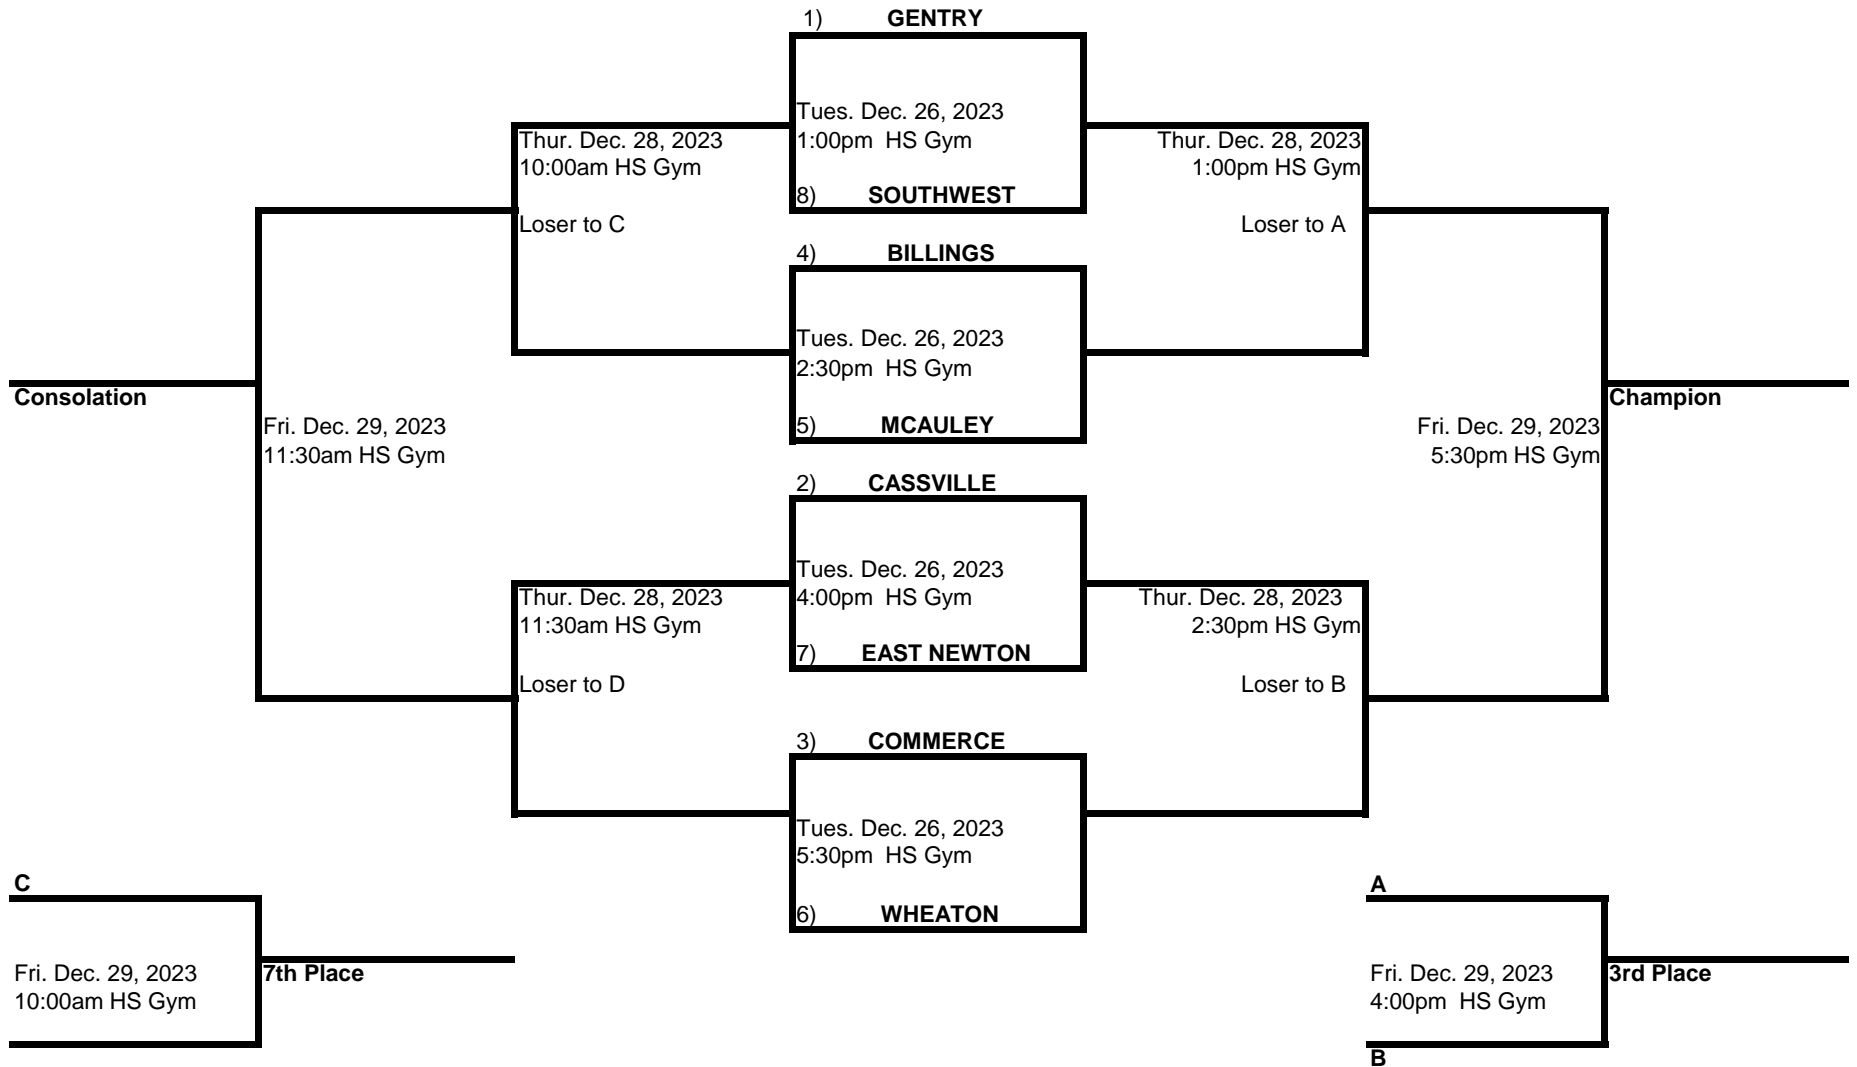 1) GENTRY
Tues. Dec. 26, 2023
1:00pm HS Gym
8) SOUTHWEST
Thur. Dec. 28, 2023
10:00am HS Gym
Loser to C
Thur. Dec. 28, 2023
1:00pm HS Gym
Loser to A
4) BILLINGS
Tues. Dec. 26, 2023
2:30pm HS Gym
5) MCAULEY
Consolation
Fri. Dec. 29, 2023
11:30am HS Gym
Champion
Fri. Dec. 29, 2023
5:30pm HS Gym
2) CASSVILLE
Tues. Dec. 26, 2023
4:00pm HS Gym
7) EAST NEWTON
Thur. Dec. 28, 2023
11:30am HS Gym
Loser to D
Thur. Dec. 28, 2023
2:30pm HS Gym
Loser to B
3) COMMERCE
Tues. Dec. 26, 2023
5:30pm HS Gym
6) WHEATON
C
Fri. Dec. 29, 2023
10:00am HS Gym
7th Place
A
Fri. Dec. 29, 2023
4:00pm HS Gym
3rd Place
B